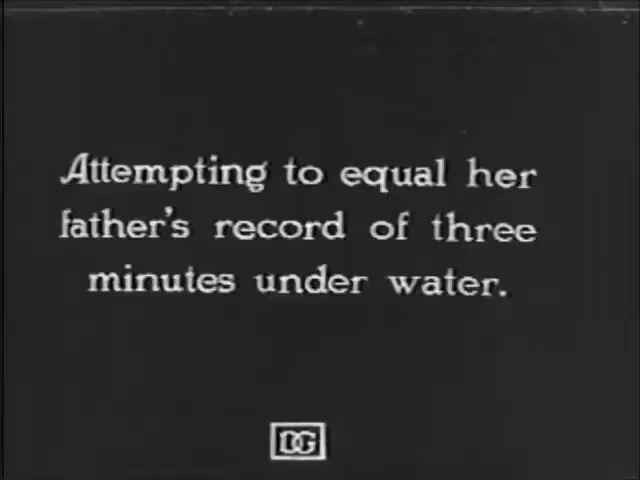 Attempting to equal her
father's record of three
minutes under water.
DG